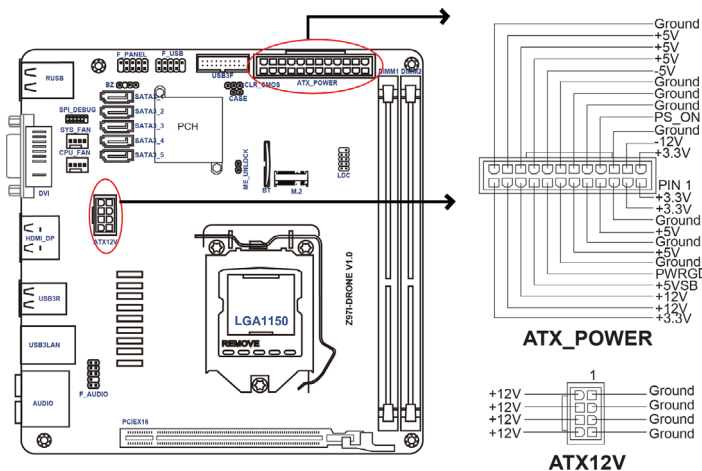 F_PANEL
F_USB
USB3F
ATX_POWER
DIMM1 DIMM2
RUSB
BZ
CLR_CMOS
CASE
SATA3_1
SATA3_2
SATA3_3
SATA3_4
SATA3_5
SPI_DEBUG
SYS_FAN
CPU_FAN
PCH
DVI
ME_UNLOCK
BT
M.2
LDC
ATX12V
HDMI_DP
USB3R
USB3LAN
AUDIO
F_AUDIO
LGA1150
REMOVE
Z97I-DRONE V1.0
PCIEX16
Ground
+5V
+5V
+5V
-5V
Ground
Ground
Ground
PS_ON
Ground
-12V
+3.3V
PIN 1
+3.3V
+3.3V
Ground
+5V
Ground
+5V
Ground
PWRGD
+5VSB
+12V
+12V
+3.3V
ATX_POWER
1
+12V Ground
+12V Ground
+12V Ground
+12V Ground
ATX12V